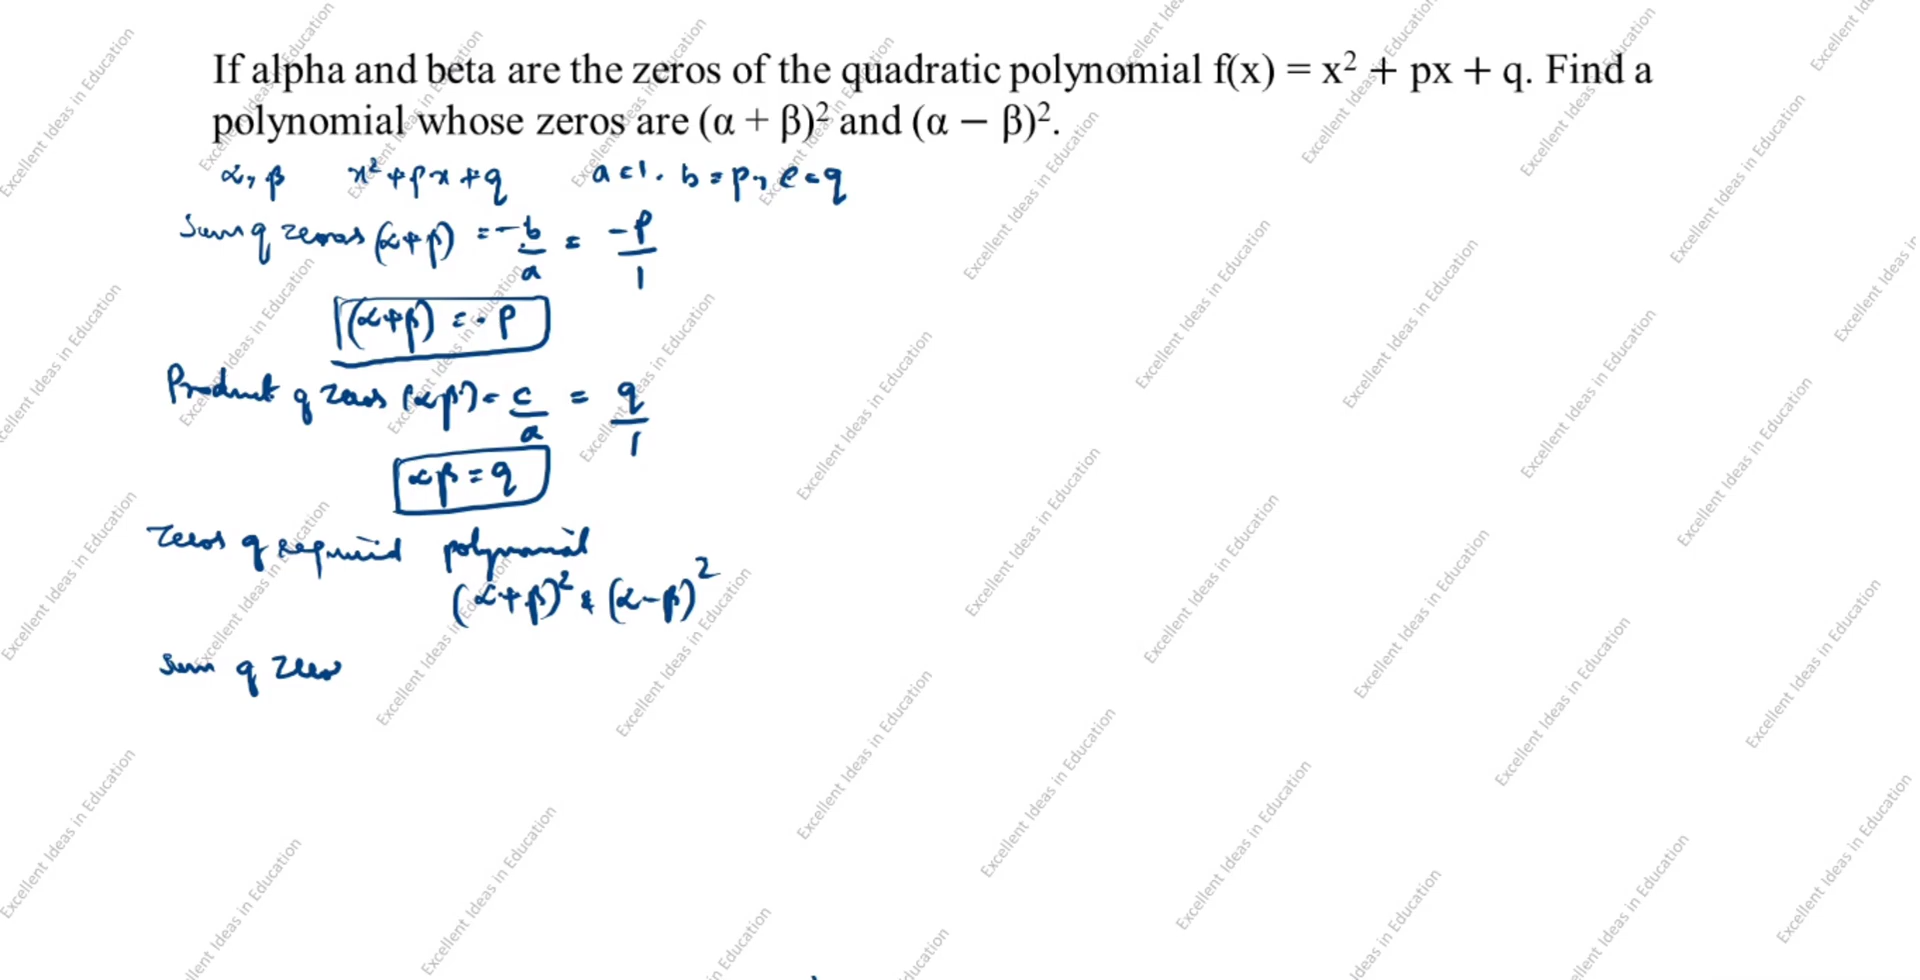 If alpha and beta are the zeros of the quadratic polynomial f(x) = x² + px + q. Find a
polynomial whose zeros are (α + β)² and (α − β)².
α, β x² + px + q a = 1, b = p, c = q
Sum of zeros (α+β) = -b/a = -p/1
(α+β) = -p
Product of zeros (αβ) = c/a = q/1
αβ = q
Zeros of required polynomial
(α+β)² & (α-β)²
Sum of zeros
Excellent Ideas in Education